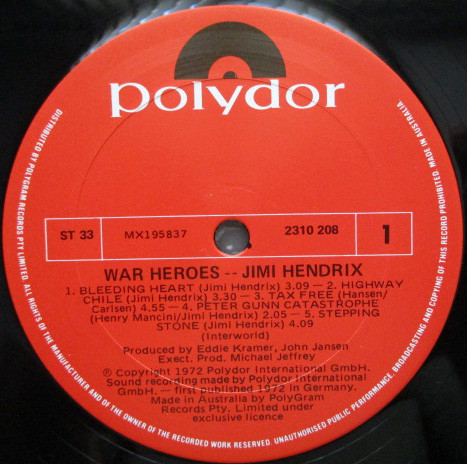 polydor
ST 33
MX195837
2310 208
1
WAR HEROES -- JIMI HENDRIX
1. BLEEDING HEART (Jimi Hendrix) 3.09 — 2. HIGHWAY
CHILE (Jimi Hendrix) 3.30 — 3. TAX FREE (Hansen/
Carlsen) 4.55 — 4. PETER GUNN CATASTROPHE
(Henry Mancini/Jimi Hendrix) 2.05 — 5. STEPPING
STONE (Jimi Hendrix) 4.09
(Interworld)
Produced by Eddie Kramer, John Jansen
Exect. Prod. Michael Jeffrey
℗ Copyright 1972 Polydor International GmbH.
Sound recording made by Polydor International
GmbH. — first published 1972 in Germany.
Made in Australia by PolyGram
Records Pty. Limited under
exclusive licence
DISTRIBUTED BY POLYGRAM RECORDS PTY. LIMITED. ALL RIGHTS OF THE MANUFACTURER AND OF THE OWNER OF THE RECORDED WORK RESERVED. UNAUTHORISED PUBLIC PERFORMANCE, BROADCASTING AND COPYING OF THIS RECORD PROHIBITED. MADE IN AUSTRALIA